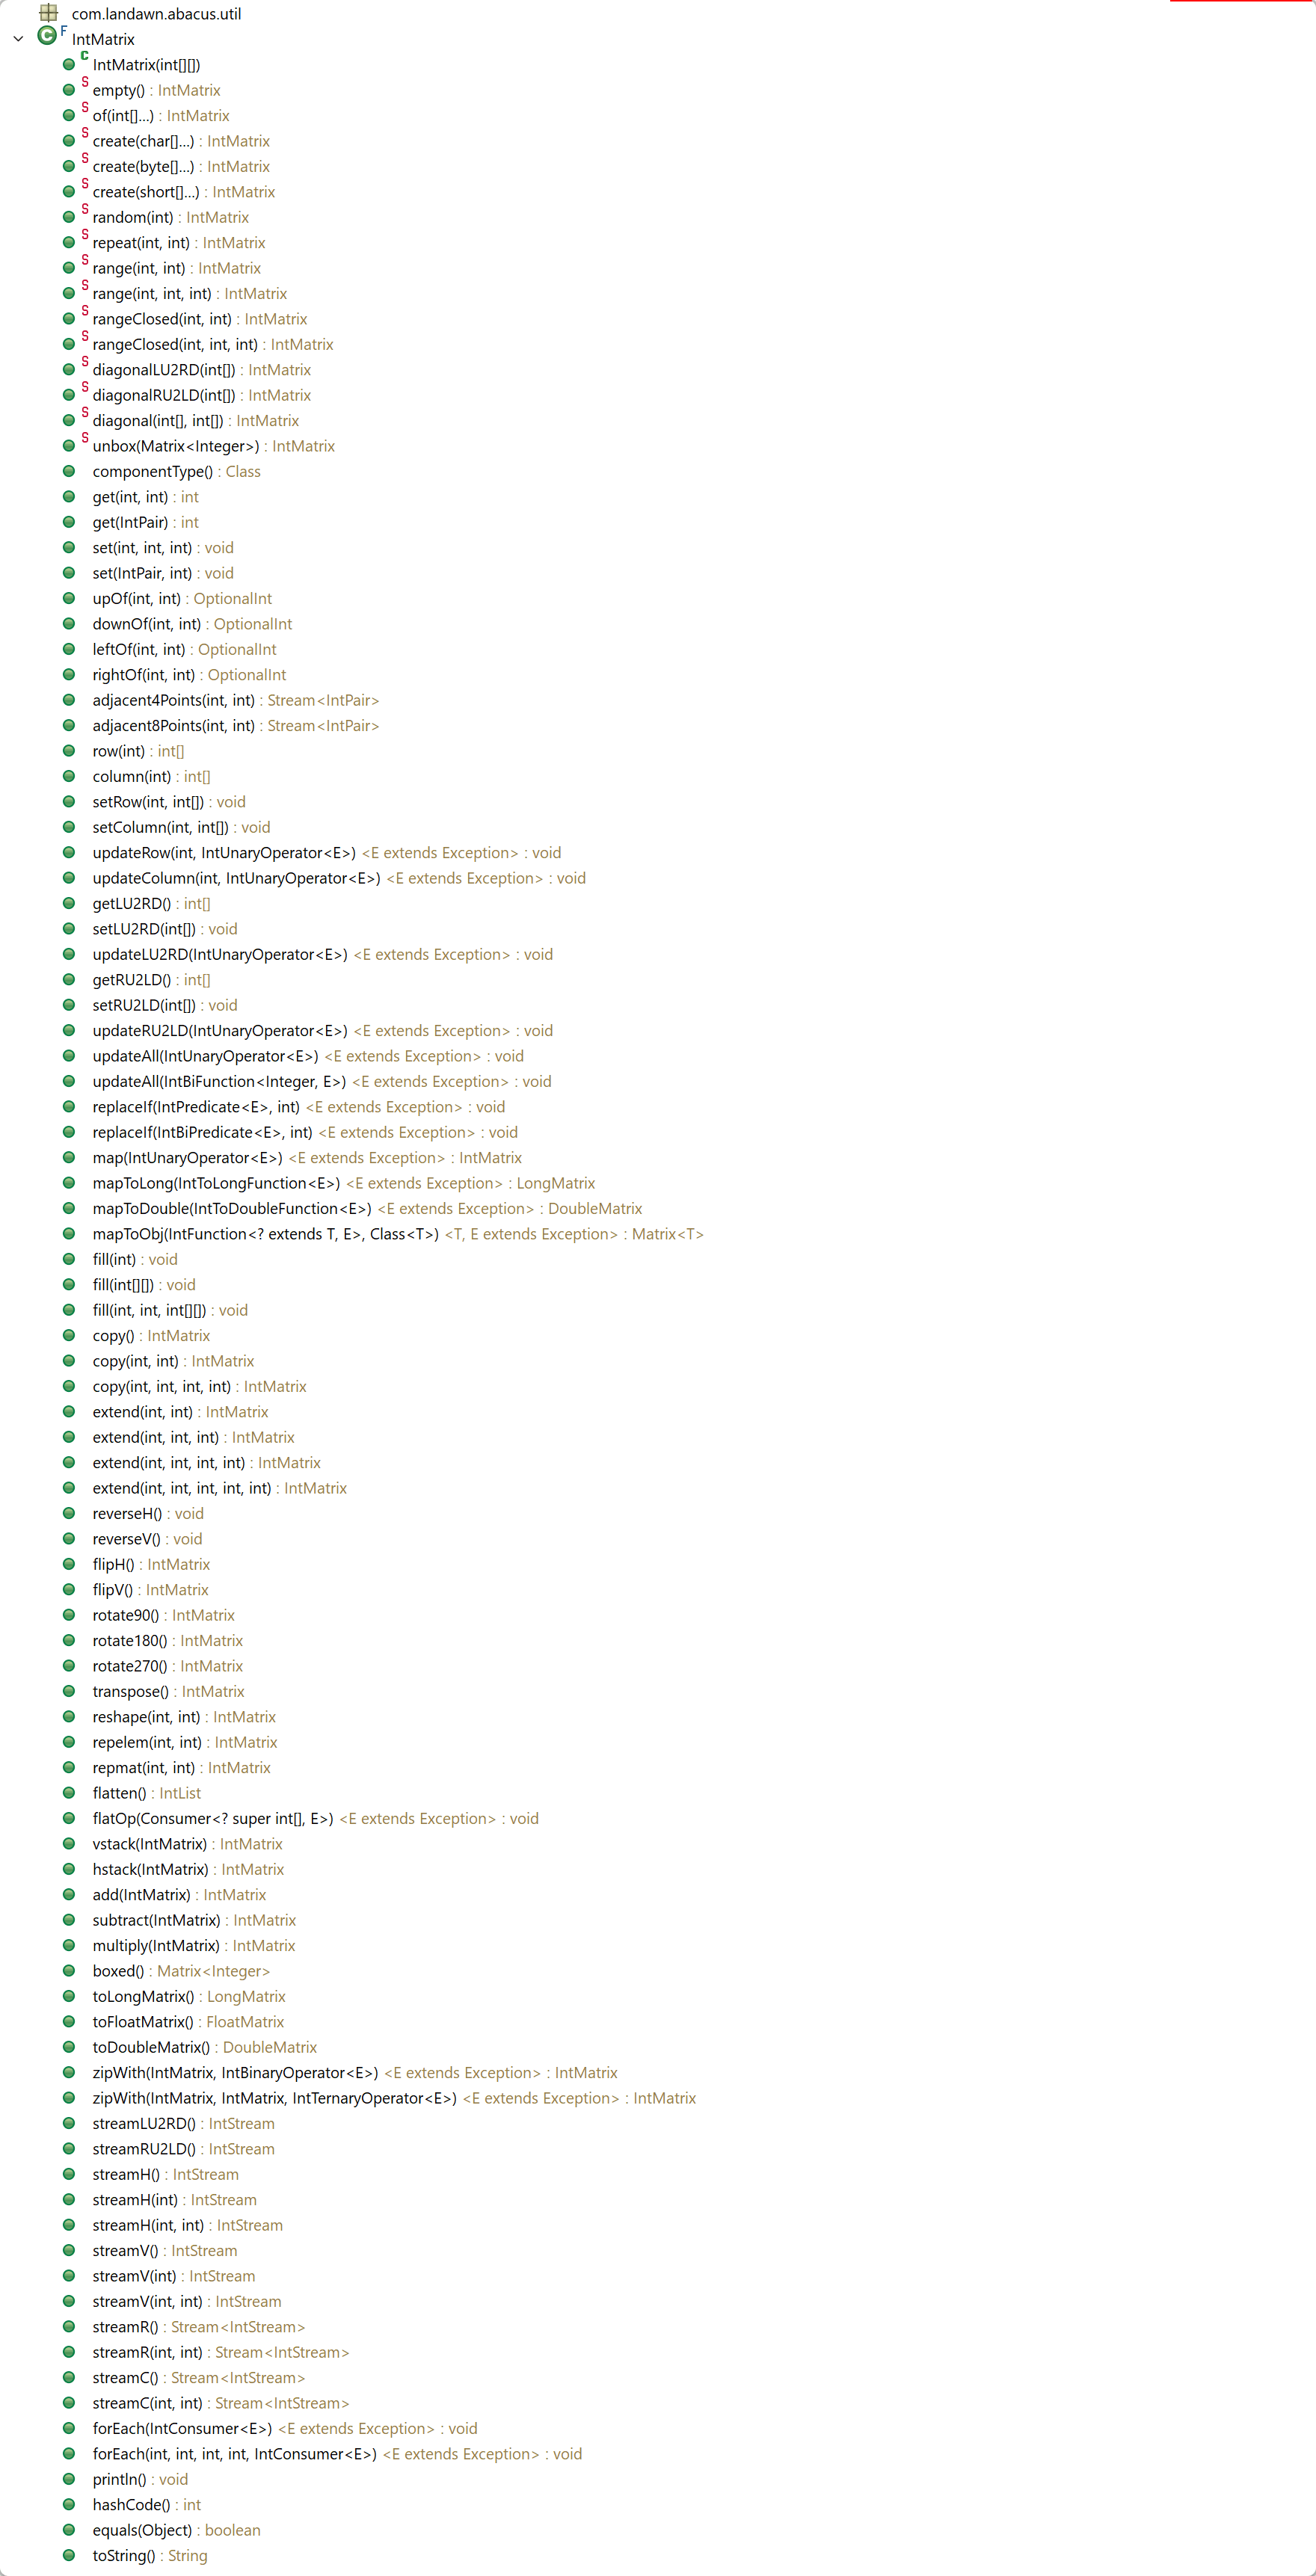 com.landawn.abacus.util
IntMatrix
IntMatrix(int[][])
empty() : IntMatrix
of(int[]...) : IntMatrix
create(char[]...) : IntMatrix
create(byte[]...) : IntMatrix
create(short[]...) : IntMatrix
random(int) : IntMatrix
repeat(int, int) : IntMatrix
range(int, int) : IntMatrix
range(int, int, int) : IntMatrix
rangeClosed(int, int) : IntMatrix
rangeClosed(int, int, int) : IntMatrix
diagonalLU2RD(int[]) : IntMatrix
diagonalRU2LD(int[]) : IntMatrix
diagonal(int[], int[]) : IntMatrix
unbox(Matrix<Integer>) : IntMatrix
componentType() : Class
get(int, int) : int
get(IntPair) : int
set(int, int, int) : void
set(IntPair, int) : void
upOf(int, int) : OptionalInt
downOf(int, int) : OptionalInt
leftOf(int, int) : OptionalInt
rightOf(int, int) : OptionalInt
adjacent4Points(int, int) : Stream<IntPair>
adjacent8Points(int, int) : Stream<IntPair>
row(int) : int[]
column(int) : int[]
setRow(int, int[]) : void
setColumn(int, int[]) : void
updateRow(int, IntUnaryOperator<E>) <E extends Exception> : void
updateColumn(int, IntUnaryOperator<E>) <E extends Exception> : void
getLU2RD() : int[]
setLU2RD(int[]) : void
updateLU2RD(IntUnaryOperator<E>) <E extends Exception> : void
getRU2LD() : int[]
setRU2LD(int[]) : void
updateRU2LD(IntUnaryOperator<E>) <E extends Exception> : void
updateAll(IntUnaryOperator<E>) <E extends Exception> : void
updateAll(IntBiFunction<Integer, E>) <E extends Exception> : void
replaceIf(IntPredicate<E>, int) <E extends Exception> : void
replaceIf(IntBiPredicate<E>, int) <E extends Exception> : void
map(IntUnaryOperator<E>) <E extends Exception> : IntMatrix
mapToLong(IntToLongFunction<E>) <E extends Exception> : LongMatrix
mapToDouble(IntToDoubleFunction<E>) <E extends Exception> : DoubleMatrix
mapToObj(IntFunction<? extends T, E>, Class<T>) <T, E extends Exception> : Matrix<T>
fill(int) : void
fill(int[][]) : void
fill(int, int, int[][]) : void
copy() : IntMatrix
copy(int, int) : IntMatrix
copy(int, int, int, int) : IntMatrix
extend(int, int) : IntMatrix
extend(int, int, int) : IntMatrix
extend(int, int, int, int) : IntMatrix
extend(int, int, int, int, int) : IntMatrix
reverseH() : void
reverseV() : void
flipH() : IntMatrix
flipV() : IntMatrix
rotate90() : IntMatrix
rotate180() : IntMatrix
rotate270() : IntMatrix
transpose() : IntMatrix
reshape(int, int) : IntMatrix
repelem(int, int) : IntMatrix
repmat(int, int) : IntMatrix
flatten() : IntList
flatOp(Consumer<? super int[], E>) <E extends Exception> : void
vstack(IntMatrix) : IntMatrix
hstack(IntMatrix) : IntMatrix
add(IntMatrix) : IntMatrix
subtract(IntMatrix) : IntMatrix
multiply(IntMatrix) : IntMatrix
boxed() : Matrix<Integer>
toLongMatrix() : LongMatrix
toFloatMatrix() : FloatMatrix
toDoubleMatrix() : DoubleMatrix
zipWith(IntMatrix, IntBinaryOperator<E>) <E extends Exception> : IntMatrix
zipWith(IntMatrix, IntMatrix, IntTernaryOperator<E>) <E extends Exception> : IntMatrix
streamLU2RD() : IntStream
streamRU2LD() : IntStream
streamH() : IntStream
streamH(int) : IntStream
streamH(int, int) : IntStream
streamV() : IntStream
streamV(int) : IntStream
streamV(int, int) : IntStream
streamR() : Stream<IntStream>
streamR(int, int) : Stream<IntStream>
streamC() : Stream<IntStream>
streamC(int, int) : Stream<IntStream>
forEach(IntConsumer<E>) <E extends Exception> : void
forEach(int, int, int, int, IntConsumer<E>) <E extends Exception> : void
println() : void
hashCode() : int
equals(Object) : boolean
toString() : String